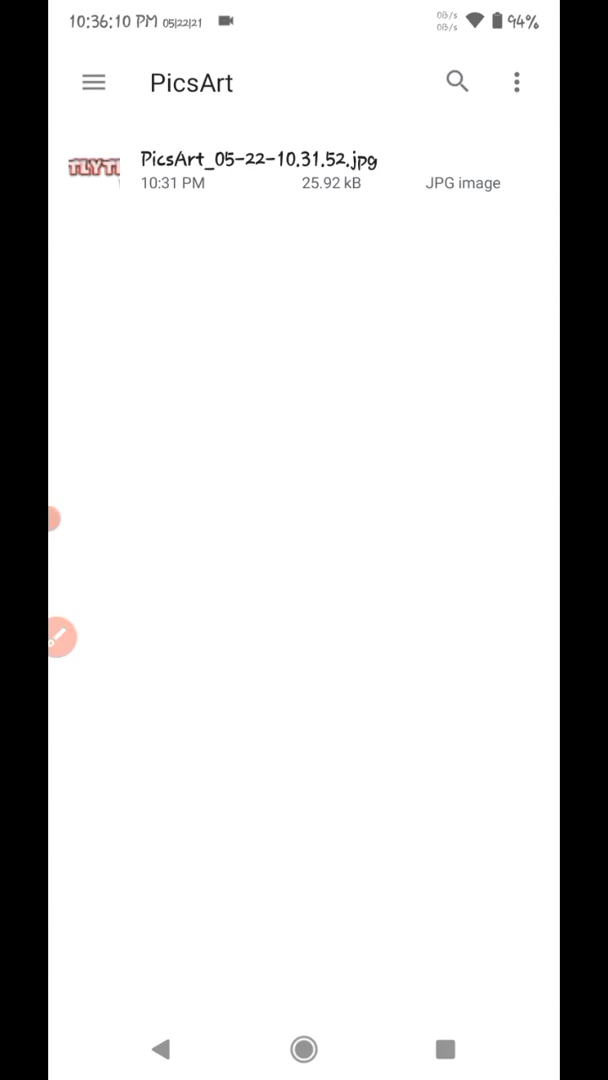 10:36:10 PM 05|22|21
0B/s
0B/s
94%
PicsArt
PicsArt_05-22-10.31.52.jpg
10:31 PM 25.92 kB JPG image